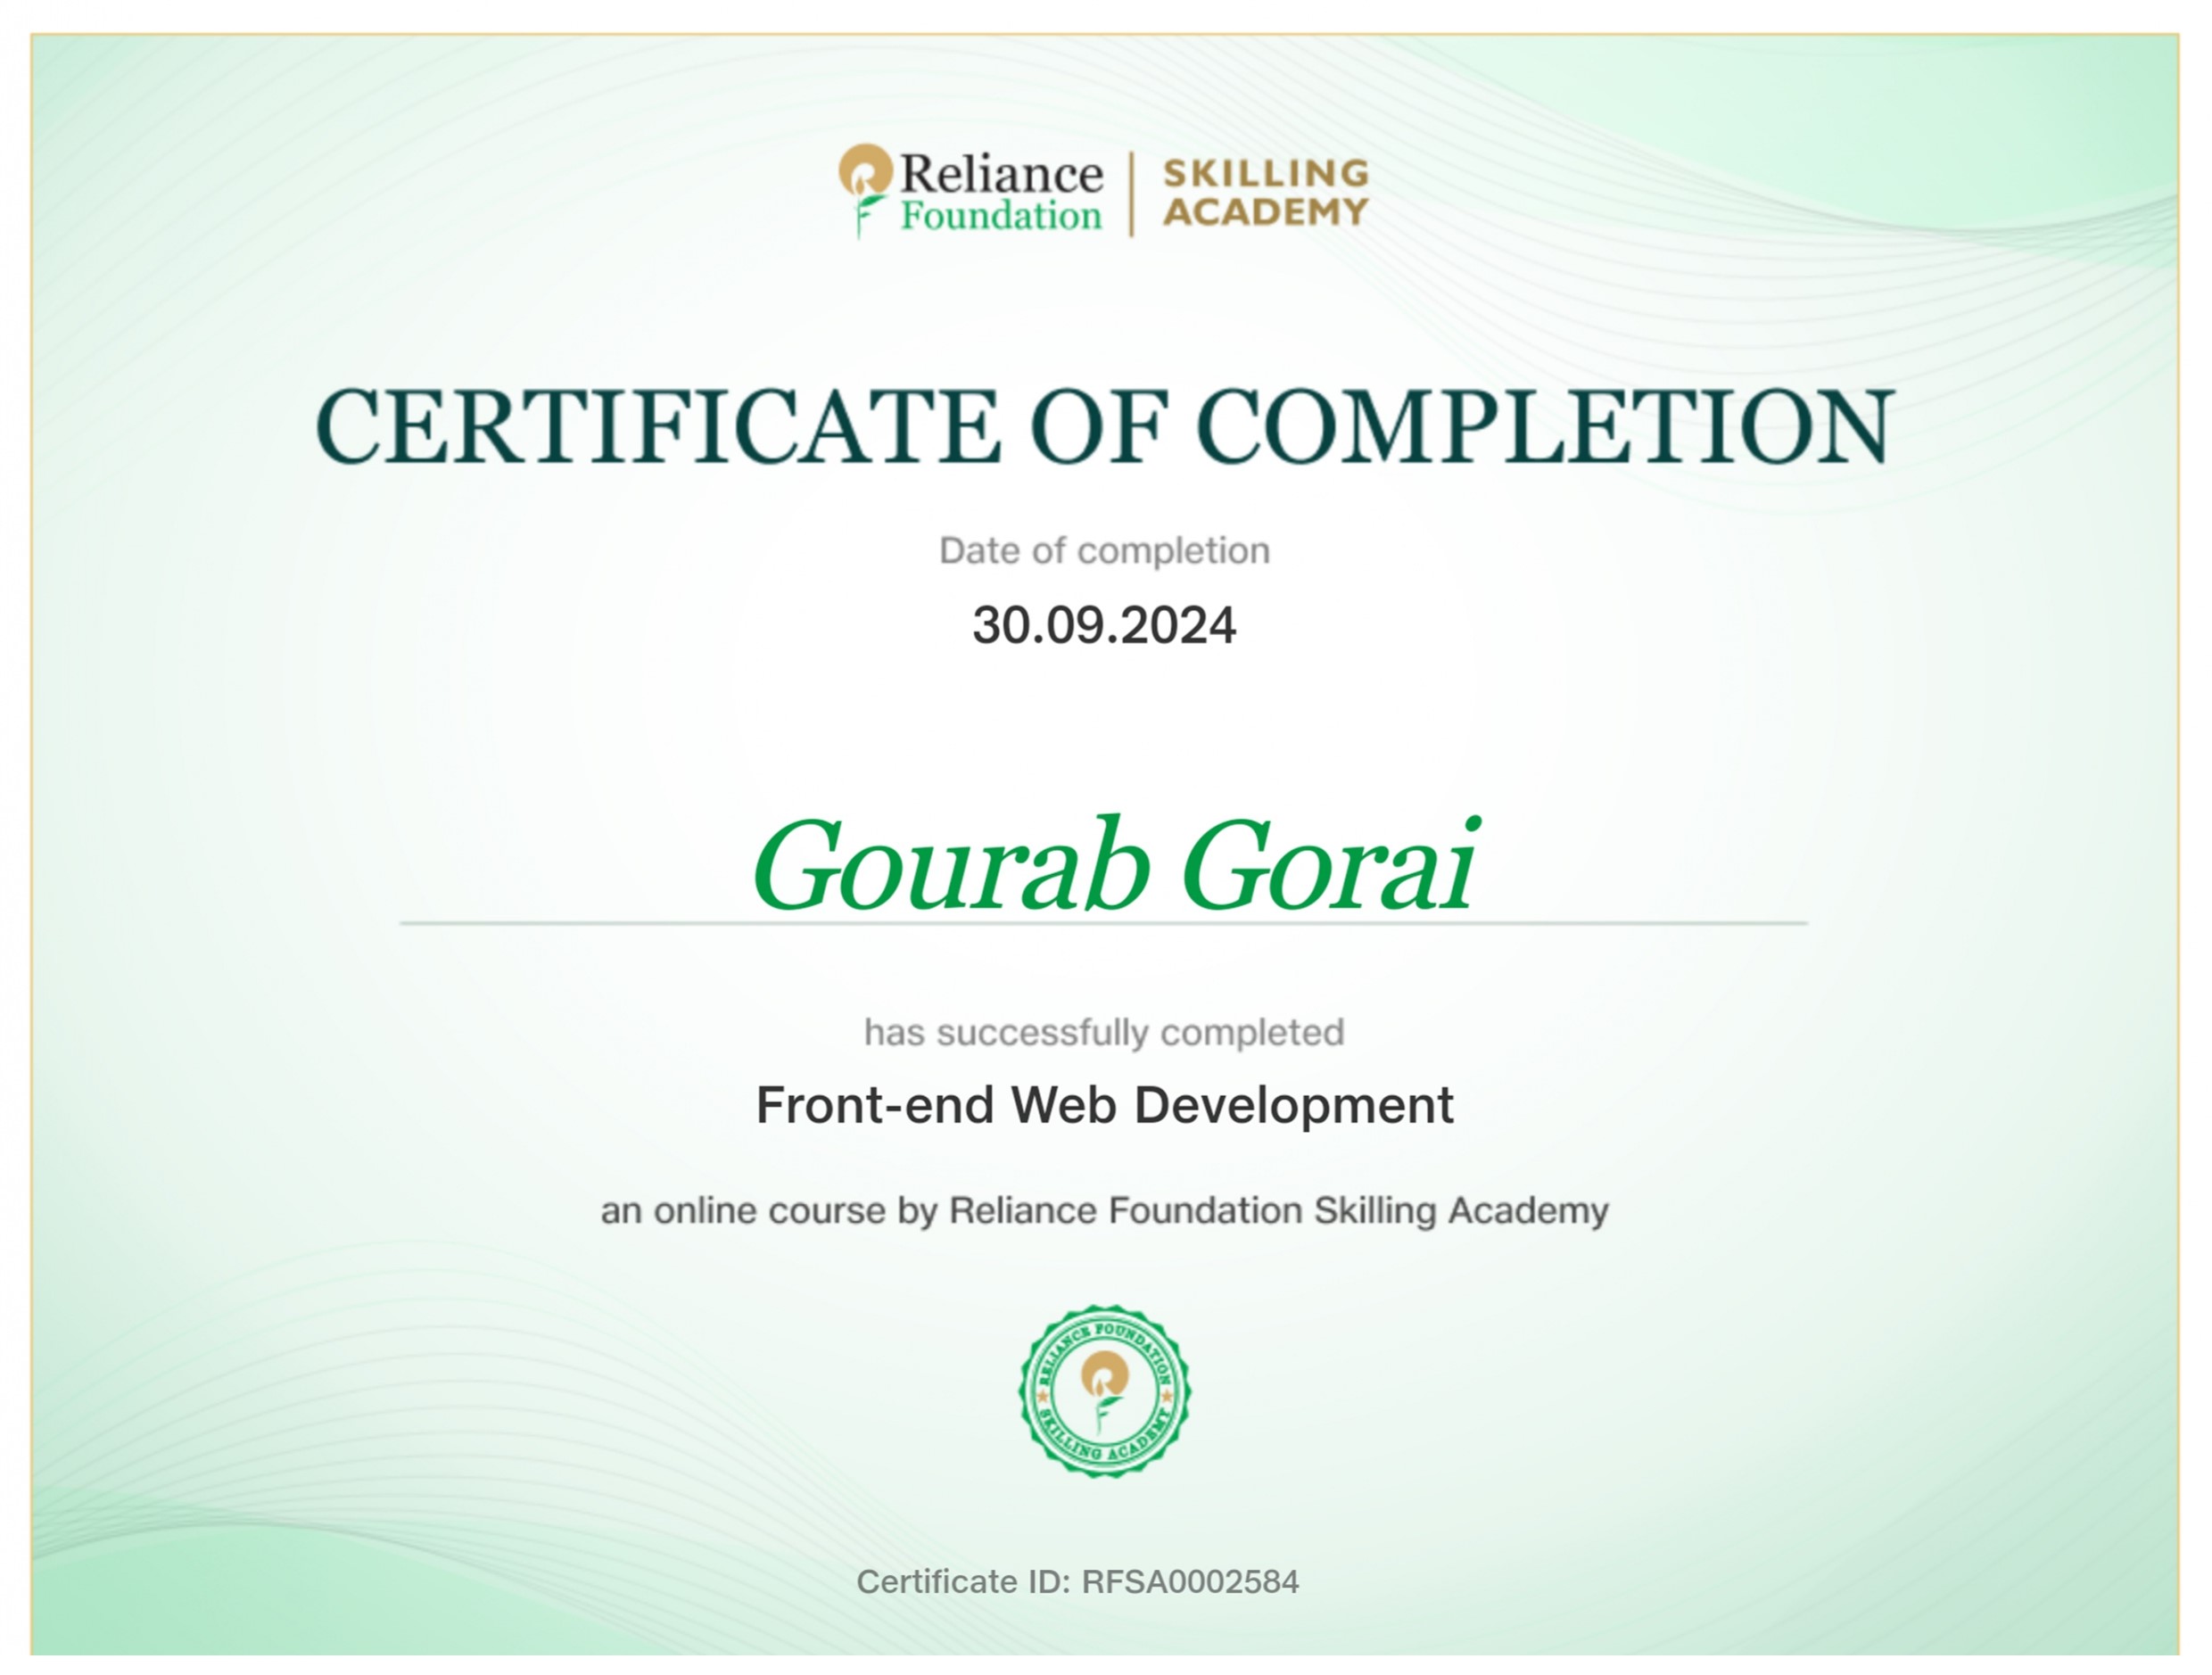 Reliance
Foundation
SKILLING
ACADEMY
CERTIFICATE OF COMPLETION
Date of completion
30.09.2024
Gourab Gorai
has successfully completed
Front-end Web Development
an online course by Reliance Foundation Skilling Academy
RELIANCE FOUNDATION
SKILLING ACADEMY
Certificate ID: RFSA0002584